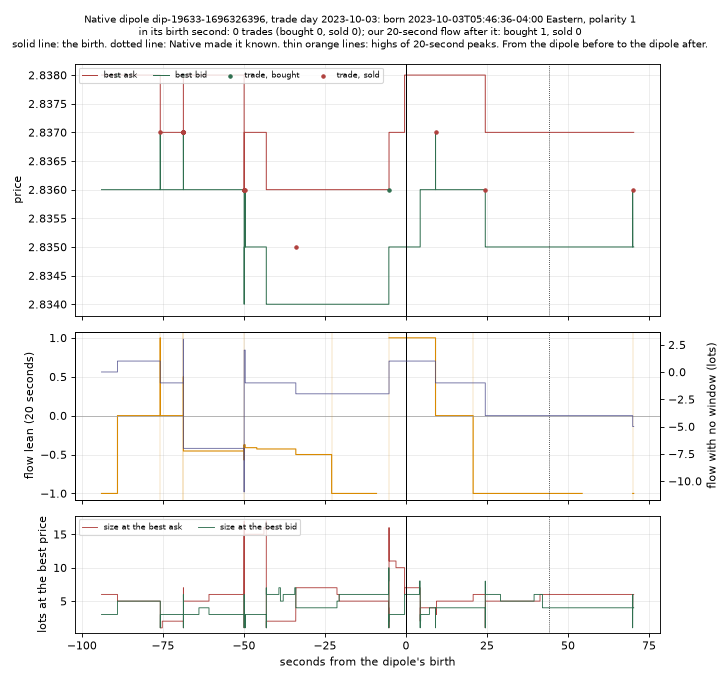 Native dipole dip-19633-1696326396, trade day 2023-10-03: born 2023-10-03T05:46:36-04:00 Eastern, polarity 1
in its birth second: 0 trades (bought 0, sold 0); our 20-second flow after it: bought 1, sold 0
solid line: the birth. dotted line: Native made it known. thin orange lines: highs of 20-second peaks. From the dipole before to the dipole after.
best ask best bid trade, bought trade, sold
2.8380
2.8375
2.8370
2.8365
2.8360
2.8355
2.8350
2.8345
2.8340
price
1.0
0.5
0.0
−0.5
−1.0
flow lean (20 seconds)
2.5
0.0
−2.5
−5.0
−7.5
−10.0
flow with no window (lots)
size at the best ask size at the best bid
15
10
5
lots at the best price
−100 −75 −50 −25 0 25 50 75
seconds from the dipole's birth